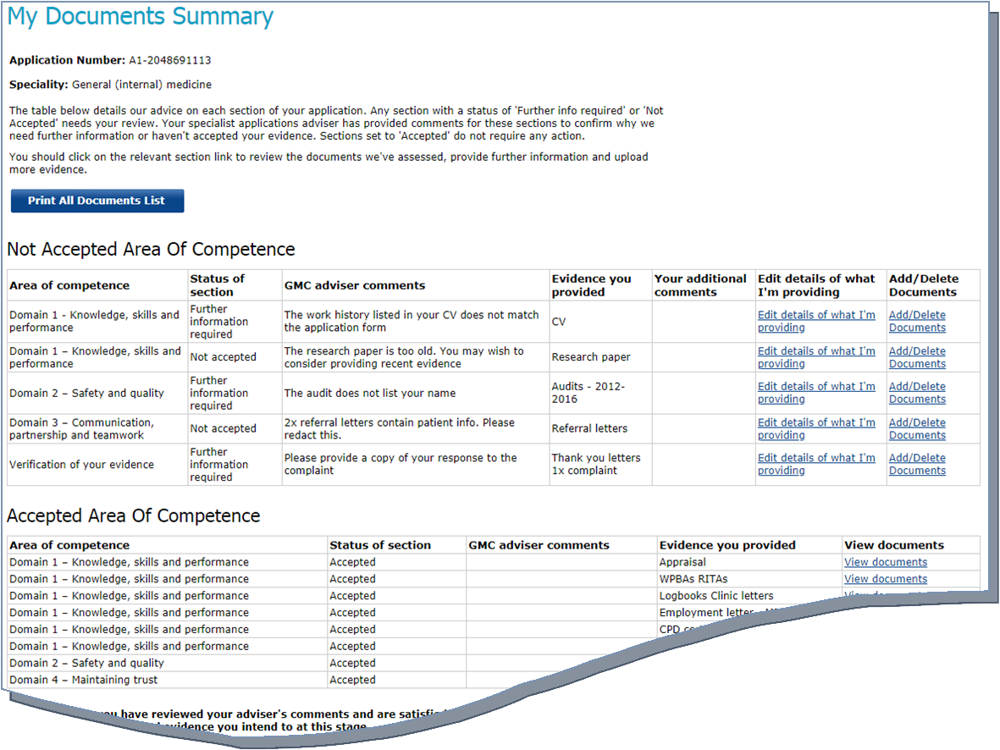 My Documents Summary
Application Number: A1-2048691113
Speciality: General (internal) medicine
The table below details our advice on each section of your application. Any section with a status of 'Further info required' or 'Not
Accepted' needs your review. Your specialist applications adviser has provided comments for these sections to confirm why we
need further information or haven't accepted your evidence. Sections set to 'Accepted' do not require any action.
You should click on the relevant section link to review the documents we've assessed, provide further information and upload
more evidence.
Print All Documents List
Not Accepted Area Of Competence
Area of competence Status of section GMC adviser comments Evidence you provided Your additional comments Edit details of what I'm providing Add/Delete Documents
Domain 1 - Knowledge, skills and performance Further information required The work history listed in your CV does not match the application form CV Edit details of what I'm providing Add/Delete Documents
Domain 1 – Knowledge, skills and performance Not accepted The research paper is too old. You may wish to consider providing recent evidence Research paper Edit details of what I'm providing Add/Delete Documents
Domain 2 – Safety and quality Further information required The audit does not list your name Audits - 2012-2016 Edit details of what I'm providing Add/Delete Documents
Domain 3 – Communication, partnership and teamwork Not accepted 2x referral letters contain patient info. Please redact this. Referral letters Edit details of what I'm providing Add/Delete Documents
Verification of your evidence Further information required Please provide a copy of your response to the complaint Thank you letters 1x complaint Edit details of what I'm providing Add/Delete Documents
Accepted Area Of Competence
Area of competence Status of section GMC adviser comments Evidence you provided View documents
Domain 1 – Knowledge, skills and performance Accepted Appraisal View documents
Domain 1 – Knowledge, skills and performance Accepted WPBAs RITAs View documents
Domain 1 – Knowledge, skills and performance Accepted Logbooks Clinic letters
Domain 1 – Knowledge, skills and performance Accepted Employment letter
Domain 1 – Knowledge, skills and performance Accepted CPD
Domain 1 – Knowledge, skills and performance Accepted
Domain 2 – Safety and quality Accepted
Domain 4 – Maintaining trust Accepted
have reviewed your adviser's comments and are
evidence you intend to at this stage